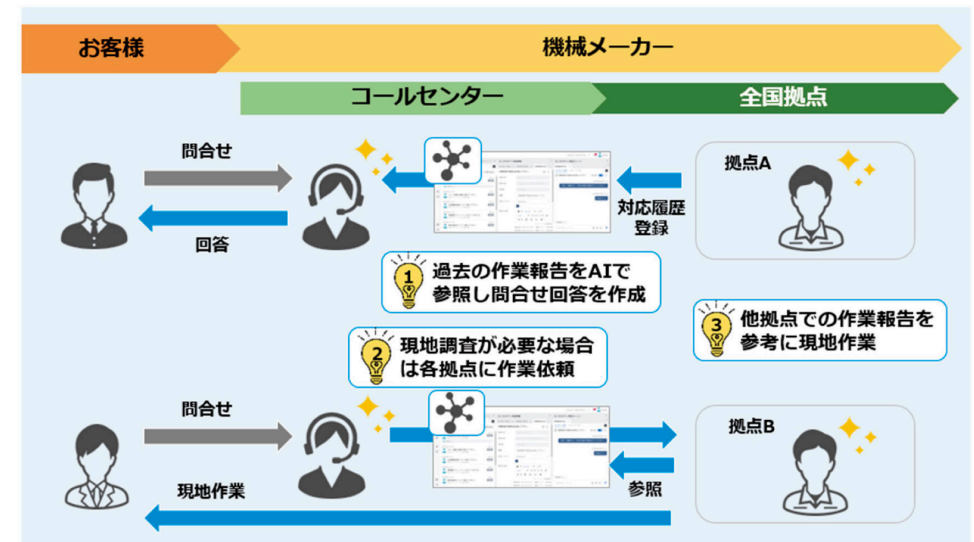 お客様
機械メーカー
コールセンター
全国拠点
問合せ
回答
対応履歴
登録
拠点A
1
過去の作業報告をAIで
参照し問合せ回答を作成
2
現地調査が必要な場合
は各拠点に作業依頼
3
他拠点での作業報告を
参考に現地作業
問合せ
現地作業
参照
拠点B